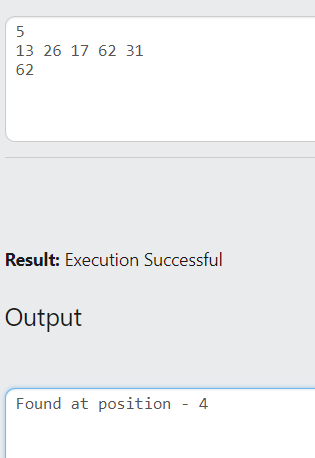 5
13 26 17 62 31
62
Result: Execution Successful
Output
Found at position - 4